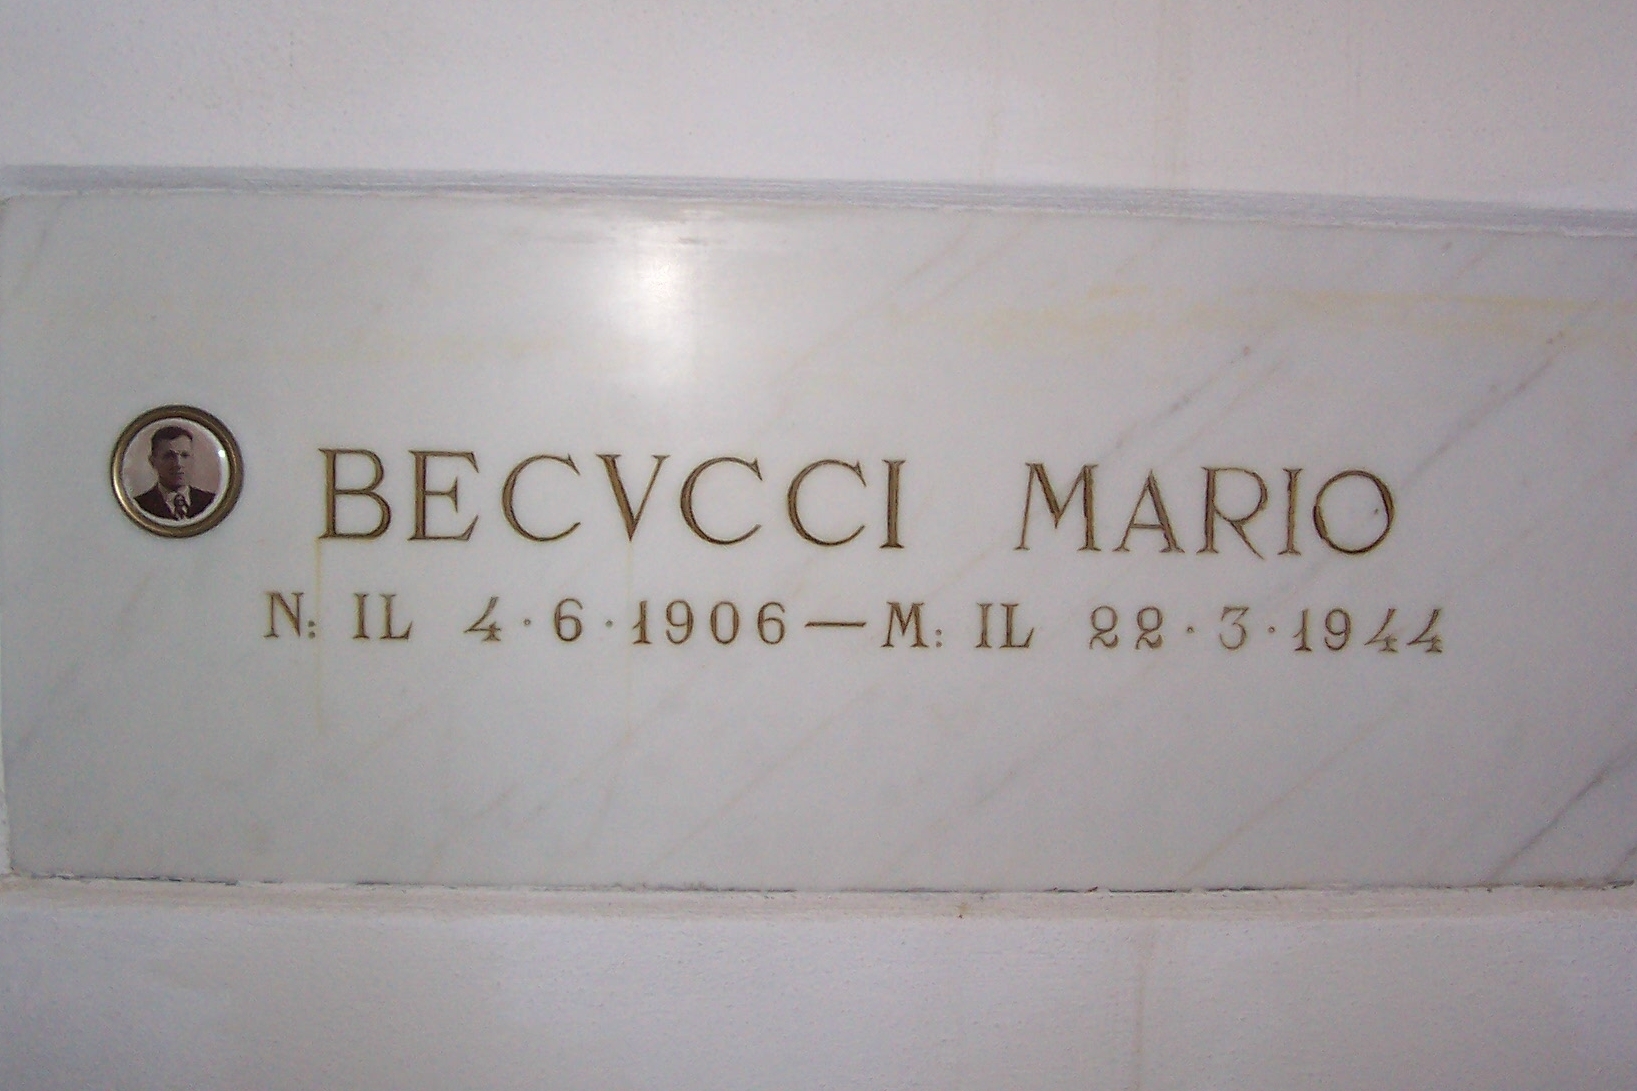 BECVCCI MARIO
N: IL 4·6·1906 — M: IL 22·3·1944